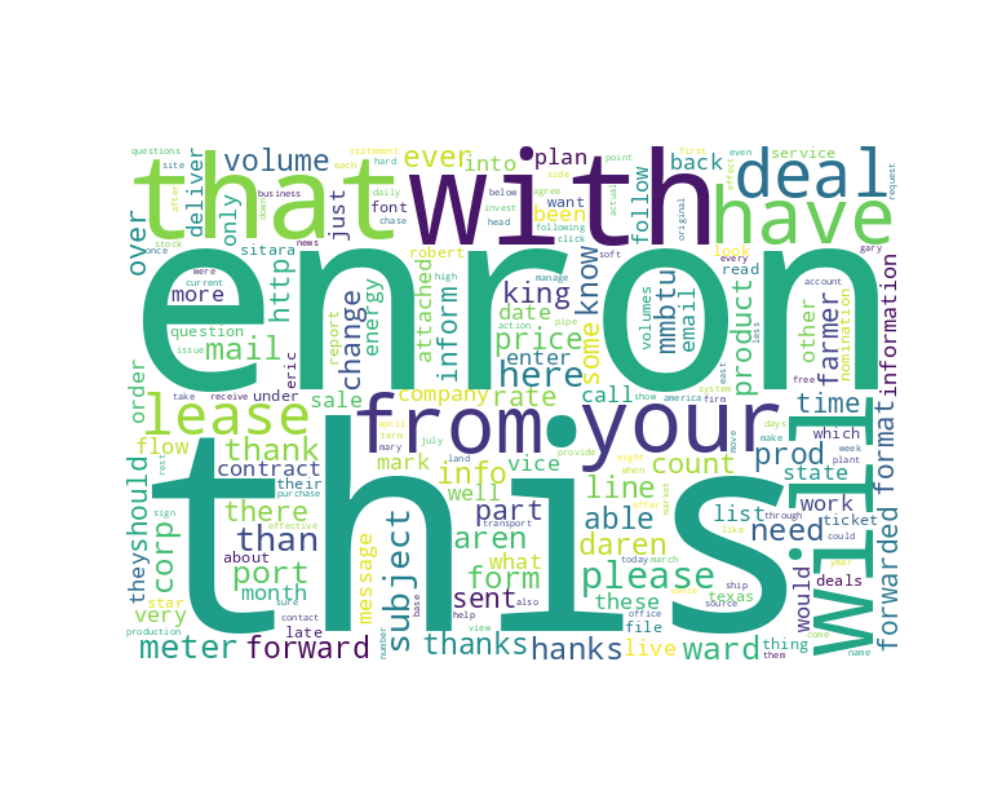 questions
site
after
over
deliver
volume
only
sitara
that
just
business
down
news
statement
each
hard
daily
font
chase
ever
into
robert
with
plan
side
point
below
agree
invest
want
head
been
following
click
actual
follow
back
original
first
even
effect
deal
service
request
have
look
every
gary
stock
once
were
current
more
http
question
issue
mail
eric
enron
report
change
energy
attached
inform
high
action
king
date
price
manage
pipe
enter
here
some
know
soft
volumes
mmbtu
email
product
read
less
east
system
account
other
farmer
nomination
free
information
order
take
receive
under
lease
sale
company
rate
call
show
america
firm
from
your
april
term
mary
july
land
provide
move
days
make
time
which
week
plant
will
format
flow
rest
thank
contract
their
purchase
mark
info
well
vice
eight
when
count
line
market
offer
prod
state
work
ticket
could
they
should
corp
sign
there
effective
than
about
port
month
star
very
production
sure
contact
late
meter
forward
this
message
subject
number
base
part
transport
aren
what
form
sent
also
help
view
able
daren
please
today
march
these
texas
office
file
vance
source
ship
list
like
through
need
would
year
deals
come
name
forwarded
thanks
hanks
live
ward
thing
them